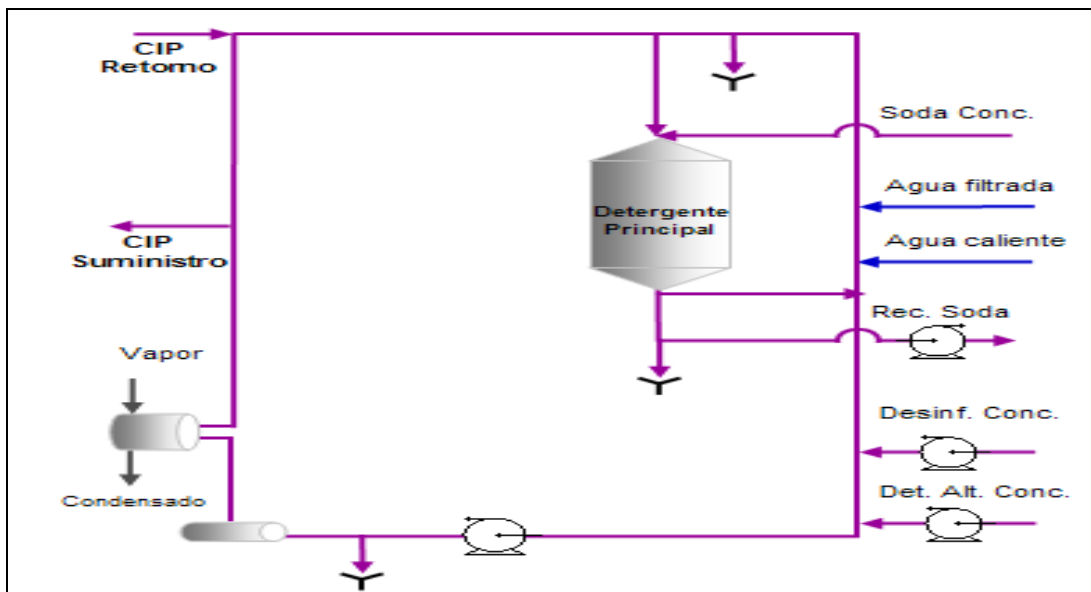 CIP
Retorno
Soda Conc.
Agua filtrada
Detergente
Principal
CIP
Suministro
Agua caliente
Rec. Soda
Vapor
Desinf. Conc.
Condensado
Det. Alt. Conc.